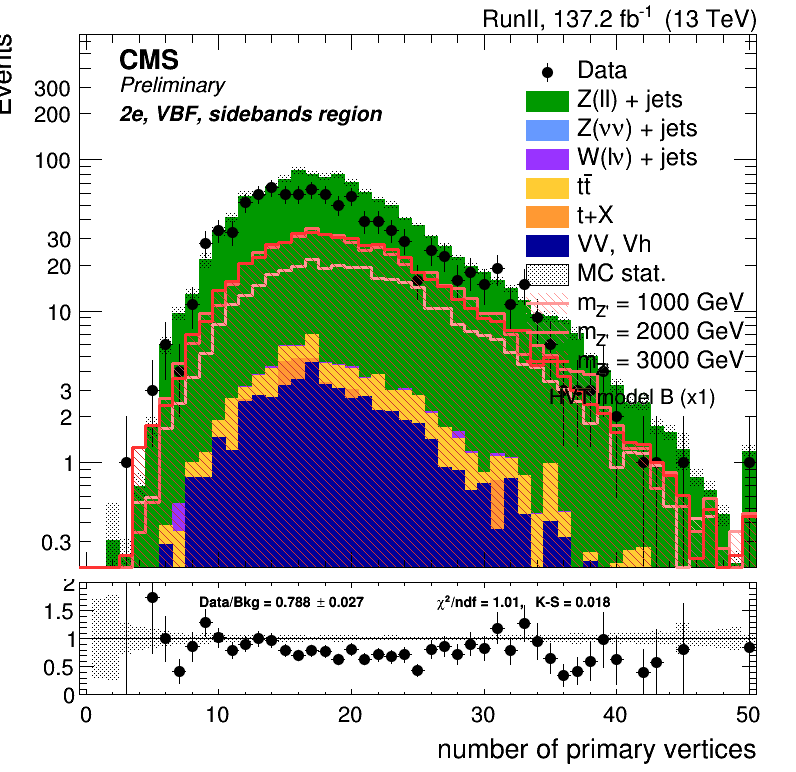 RunII, 137.2 fb⁻¹ (13 TeV)
Events
CMS
Preliminary
2e, VBF, sidebands region
Data
Z(ll) + jets
Z(νν) + jets
W(lν) + jets
tt̄
t+X
VV, Vh
MC stat.
m_Z' = 1000 GeV
m_Z' = 2000 GeV
m_Z' = 3000 GeV
HVT model B (x1)
300
200
100
30
20
10
3
2
1
0.3
2
1.5
1
0.5
0
Data/Bkg = 0.788 ± 0.027
χ²/ndf = 1.01, K-S = 0.018
0 10 20 30 40 50
number of primary vertices